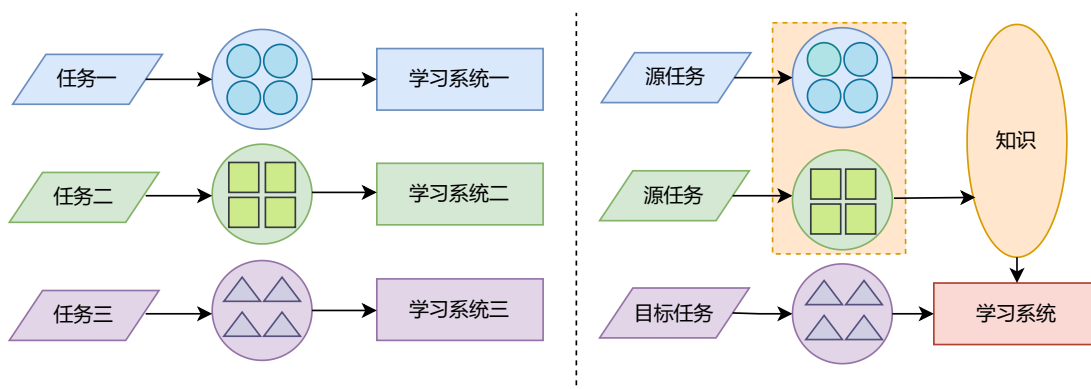 任务一
学习系统一
任务二
学习系统二
任务三
学习系统三
源任务
知识
源任务
目标任务
学习系统